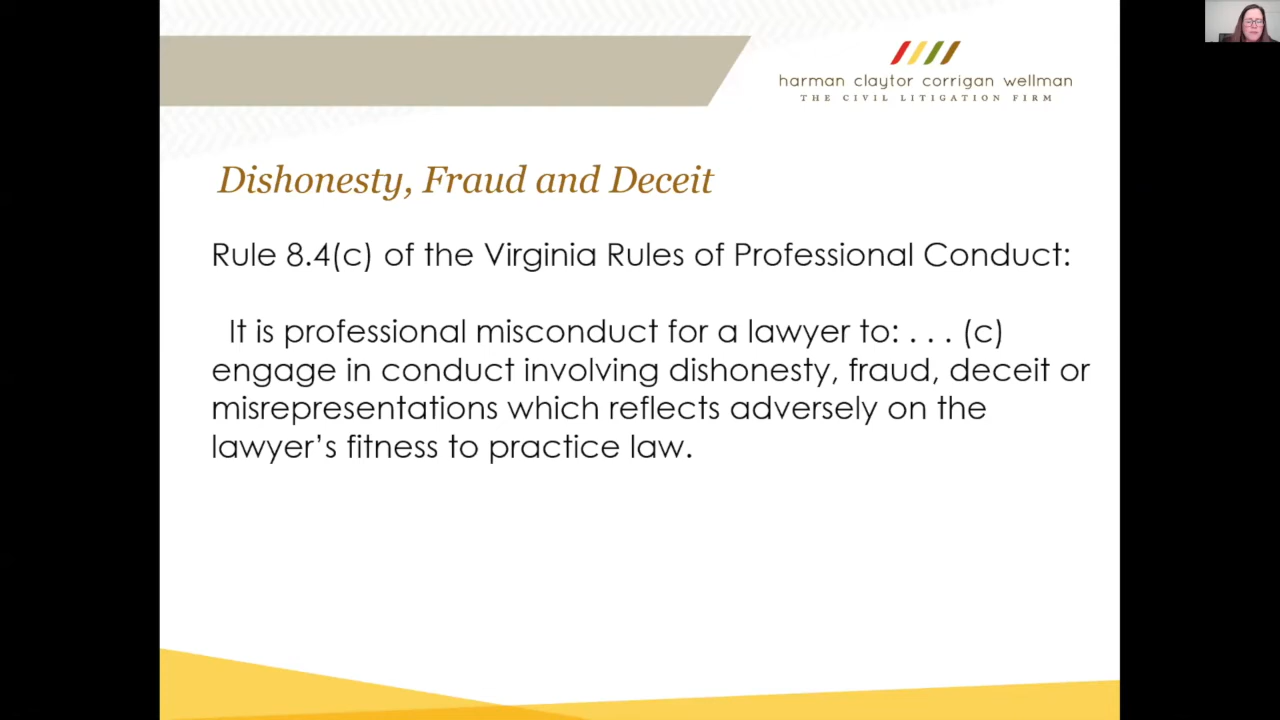 harman claytor corrigan wellman
THE CIVIL LITIGATION FIRM
Dishonesty, Fraud and Deceit
Rule 8.4(c) of the Virginia Rules of Professional Conduct:
It is professional misconduct for a lawyer to: . . . (c)
engage in conduct involving dishonesty, fraud, deceit or
misrepresentations which reflects adversely on the
lawyer’s fitness to practice law.